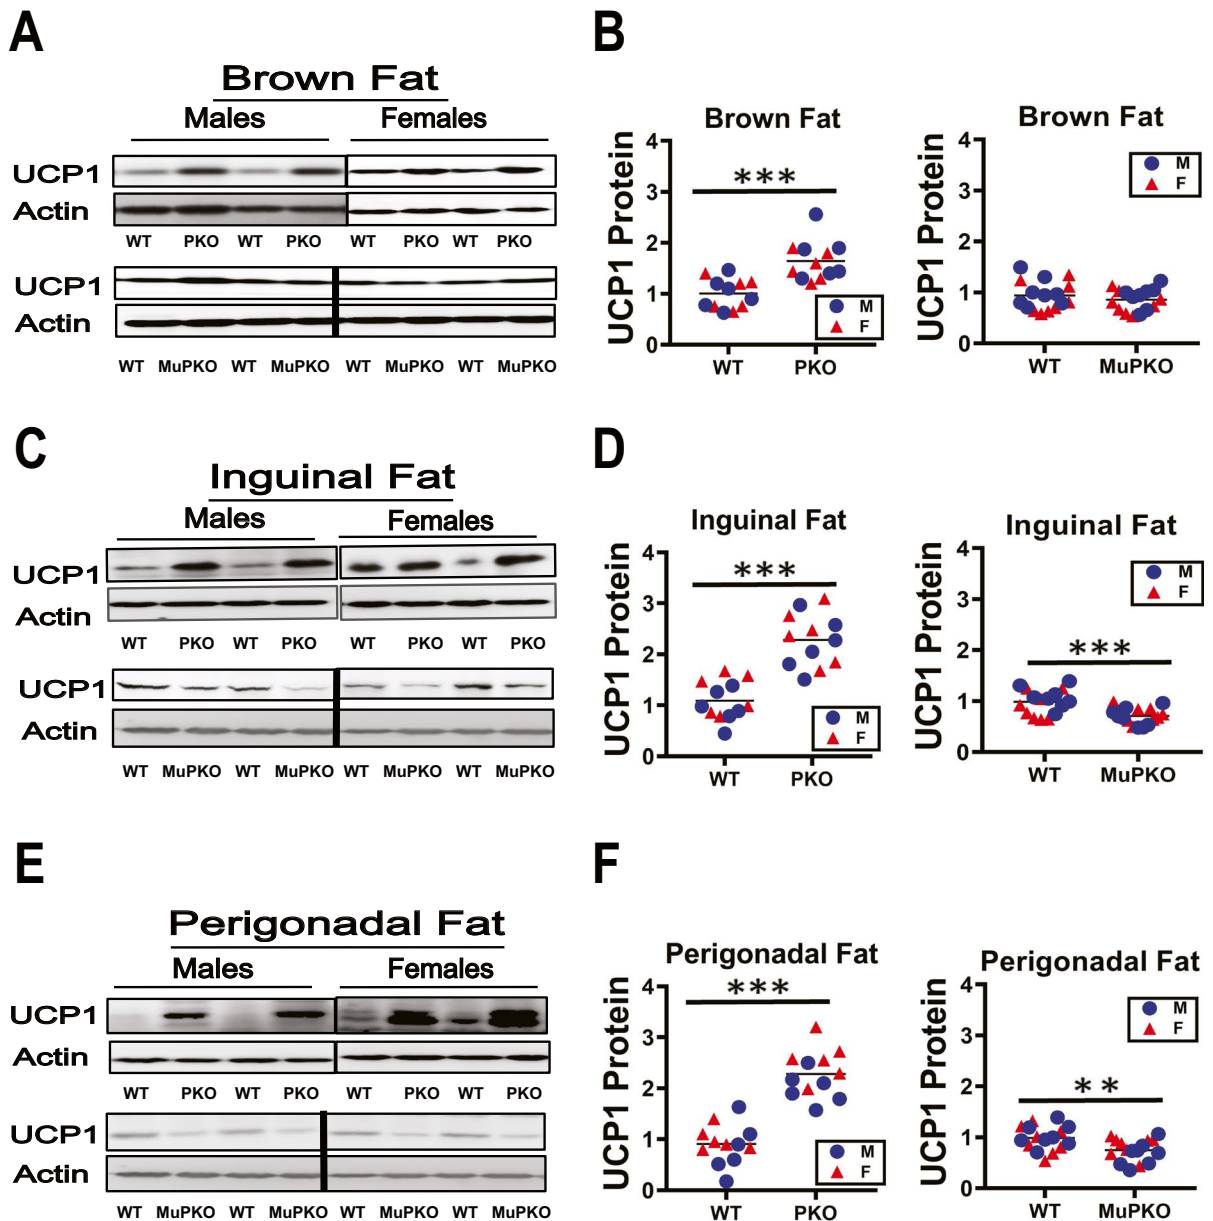 A
Brown Fat
Males Females
UCP1
Actin
WT PKO WT PKO WT PKO WT PKO
UCP1
Actin
WT MuPKO WT MuPKO WT MuPKO WT MuPKO
B
Brown Fat
UCP1 Protein
4
3
2
1
0
***
M
F
WT PKO
Brown Fat
UCP1 Protein
4
3
2
1
0
M
F
WT MuPKO
C
Inguinal Fat
Males Females
UCP1
Actin
WT PKO WT PKO WT PKO WT PKO
UCP1
Actin
WT MuPKO WT MuPKO WT MuPKO WT MuPKO
D
Inguinal Fat
UCP1 Protein
4
3
2
1
0
***
M
F
WT PKO
Inguinal Fat
UCP1 Protein
4
3
2
1
0
M
F
***
WT MuPKO
E
Perigonadal Fat
Males Females
UCP1
Actin
WT PKO WT PKO WT PKO WT PKO
UCP1
Actin
WT MuPKO WT MuPKO WT MuPKO WT MuPKO
F
Perigonadal Fat
UCP1 Protein
4
3
2
1
0
***
M
F
WT PKO
Perigonadal Fat
UCP1 Protein
4
3
2
1
0
M
F
**
WT MuPKO